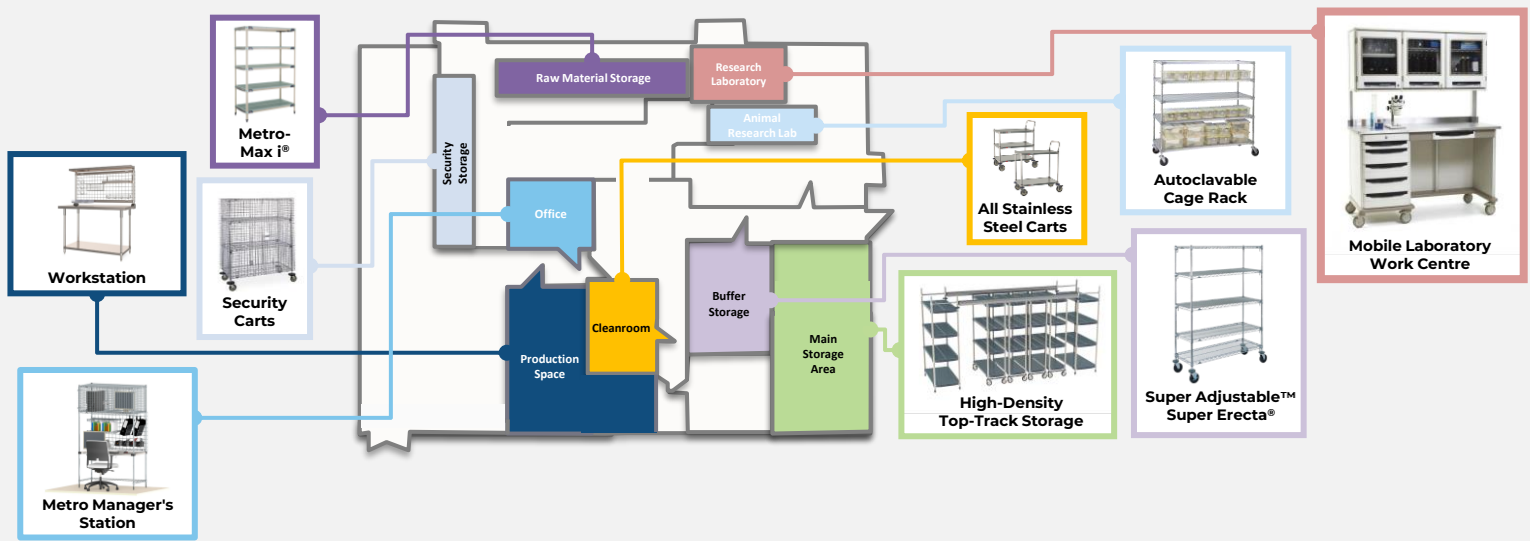 Metro-
Max i®
Workstation
Security
Carts
Metro Manager's
Station
Raw Material Storage
Research
Laboratory
Animal
Research Lab
Security
Storage
Office
Cleanroom
Production
Space
Buffer
Storage
Main
Storage
Area
All Stainless
Steel Carts
High-Density
Top-Track Storage
Autoclavable
Cage Rack
Super Adjustable™
Super Erecta®
Mobile Laboratory
Work Centre